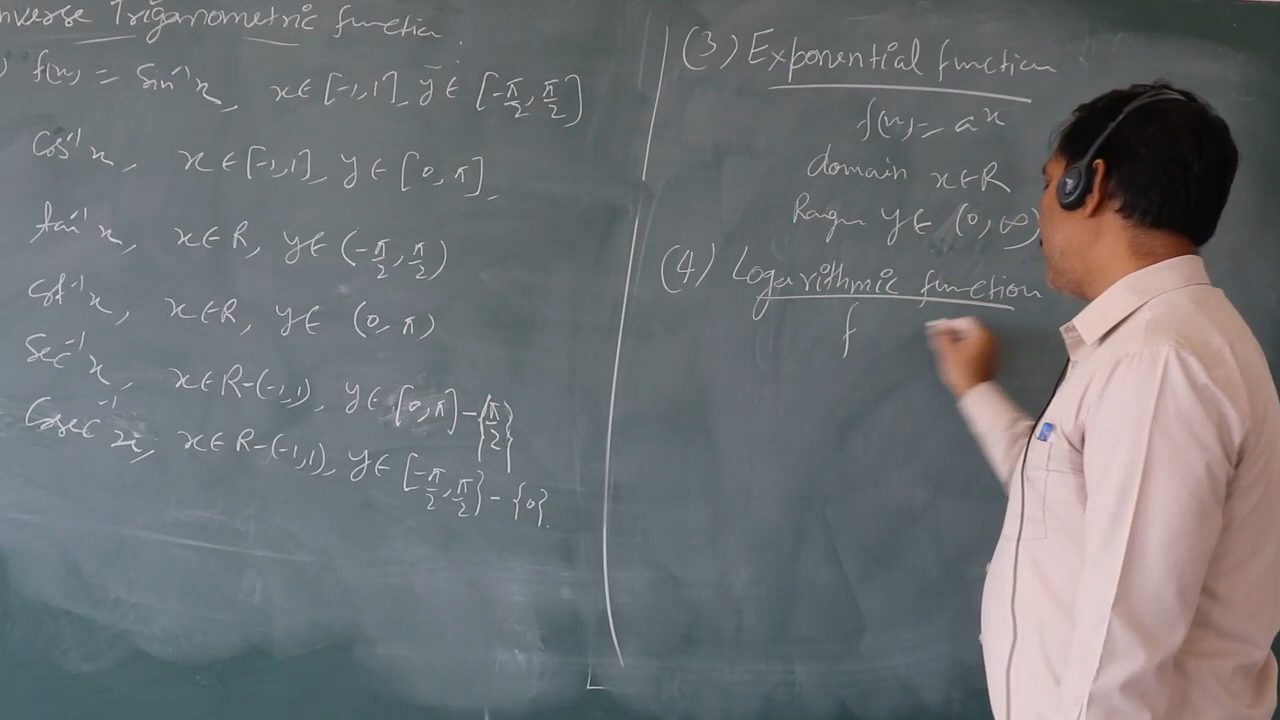 nverse Trigonometric function
f(x) = Sin⁻¹x, x∈[-1,1], y∈[-π/2, π/2]
Cos⁻¹x, x∈[-1,1], y∈[0,π],
tan⁻¹x, x∈R, y∈(-π/2, π/2)
Cot⁻¹x, x∈R, y∈ (0,π)
Sec⁻¹x, x∈R-(-1,1), y∈[0,π]-{π/2}
Cosec⁻¹x, x∈R-(-1,1), y∈[-π/2, π/2}-{0}.
(3) Exponential function
f(x) = aˣ
domain x∈R
y∈ (0,∞)
(4) Logarithmic function
f